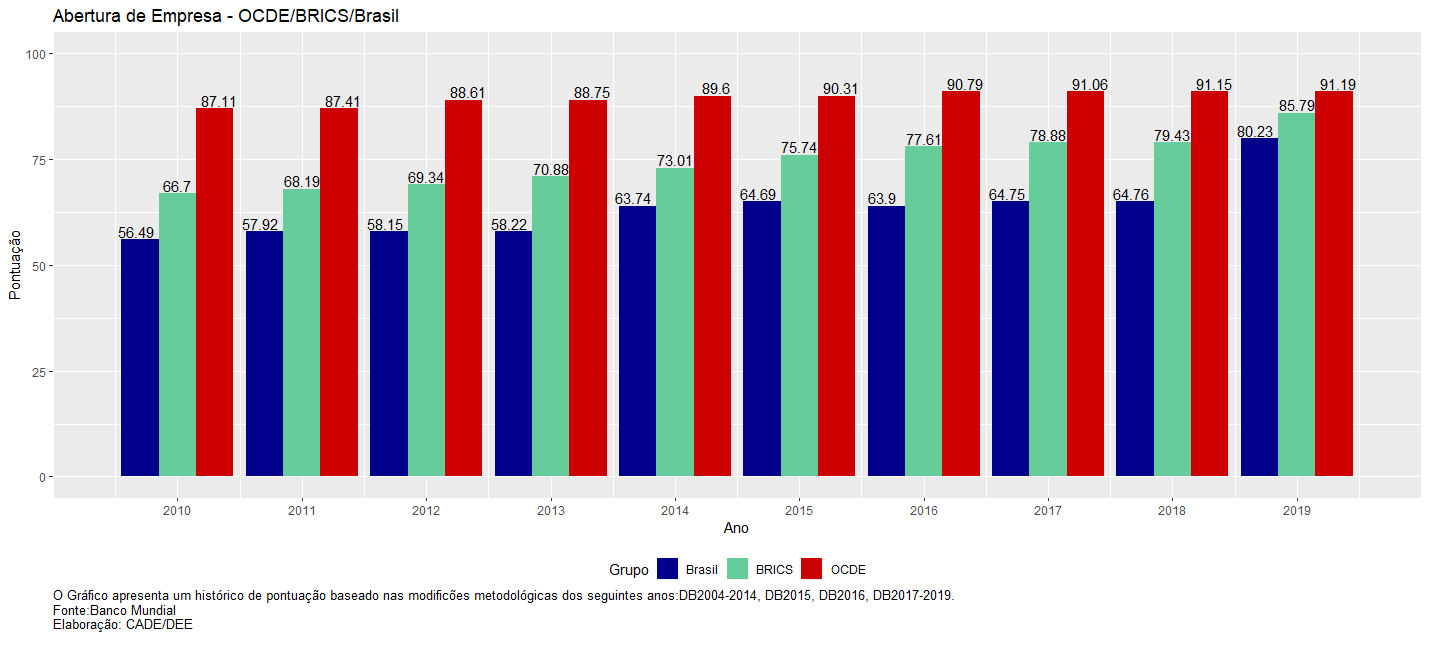 Abertura de Empresa - OCDE/BRICS/Brasil
Pontuação
100
75
50
25
0
56.49 66.7 87.11
57.92 68.19 87.41
58.15 69.34 88.61
58.22 70.88 88.75
63.74 73.01 89.6
64.69 75.74 90.31
63.9 77.61 90.79
64.75 78.88 91.06
64.76 79.43 91.15
80.23 85.79 91.19
2010 2011 2012 2013 2014 2015 2016 2017 2018 2019
Ano
Grupo Brasil BRICS OCDE
O Gráfico apresenta um histórico de pontuação baseado nas modificões metodológicas dos seguintes anos:DB2004-2014, DB2015, DB2016, DB2017-2019.
Fonte:Banco Mundial
Elaboração: CADE/DEE